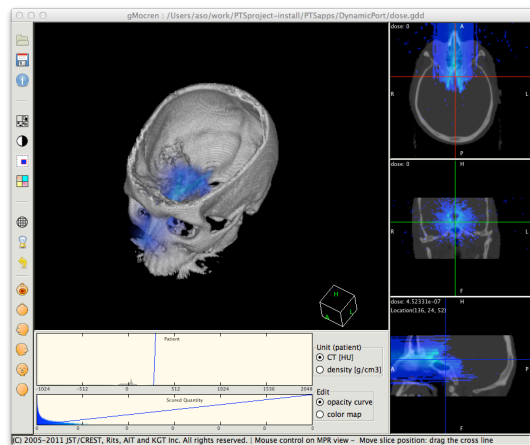 gMocren : /Users/aso/work/PTSproject-install/PTSapps/DynamicPort/dose.gdd
dose: 0
A
R
L
P
dose: 0
H
R
L
F
dose: 4.52331e-07
Location(136, 24, 52)
H
A
P
F
H
A
L
Patient
-1024
-512
0
512
1024
1536
2048
Scored Quantity
Unit (patient)
CT [HU]
density [g/cm3]
Edit
opacity curve
color map
(C) 2005-2011 JST/CREST, Rits, AIT and KGT Inc. All rights reserved. | Mouse control on MPR view - Move slice position: drag the cross line